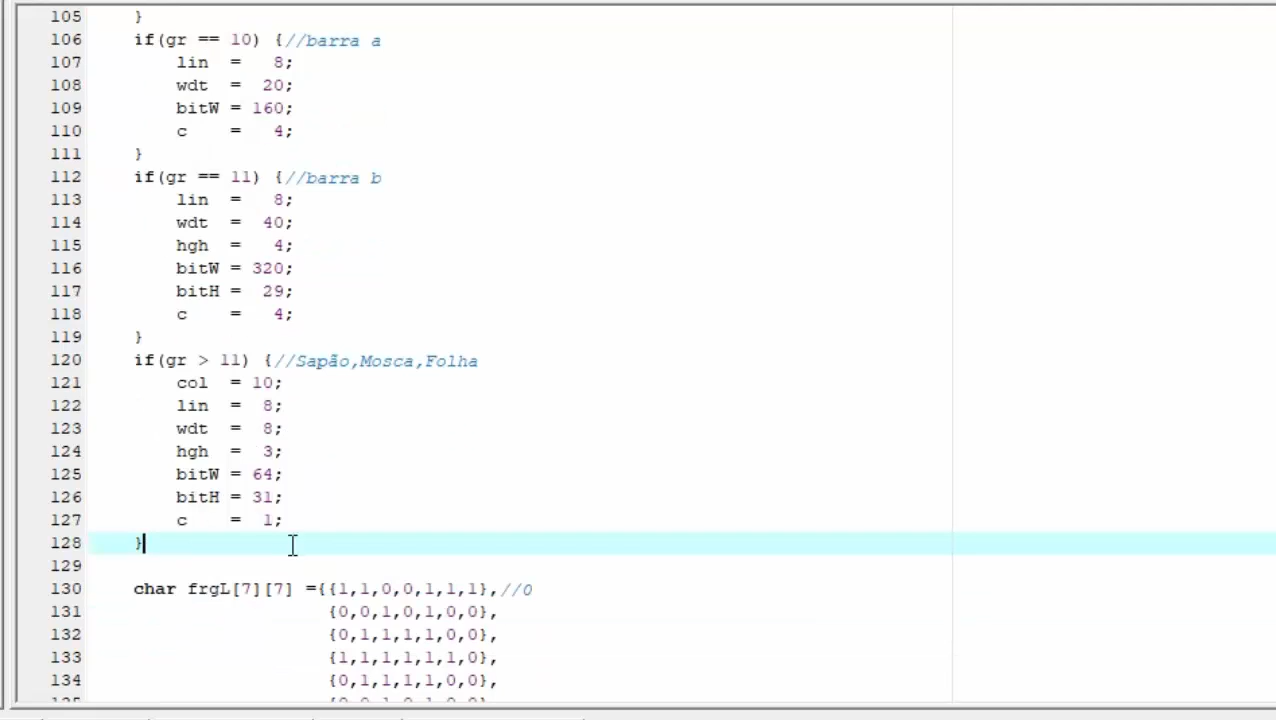 105     }
106     if(gr == 10) {//barra a
107         lin  =   8;
108         wdt  =  20;
109         bitW = 160;
110         c    =   4;
111     }
112     if(gr == 11) {//barra b
113         lin  =   8;
114         wdt  =  40;
115         hgh  =   4;
116         bitW = 320;
117         bitH =  29;
118         c    =   4;
119     }
120     if(gr > 11) {//Sapão,Mosca,Folha
121         col  = 10;
122         lin  =  8;
123         wdt  =  8;
124         hgh  =  3;
125         bitW = 64;
126         bitH = 31;
127         c    =  1;
128     }
129
130     char frgL[7][7] ={{1,1,0,0,1,1,1},//0
131                       {0,0,1,0,1,0,0},
132                       {0,1,1,1,1,0,0},
133                       {1,1,1,1,1,1,0},
134                       {0,1,1,1,1,0,0},